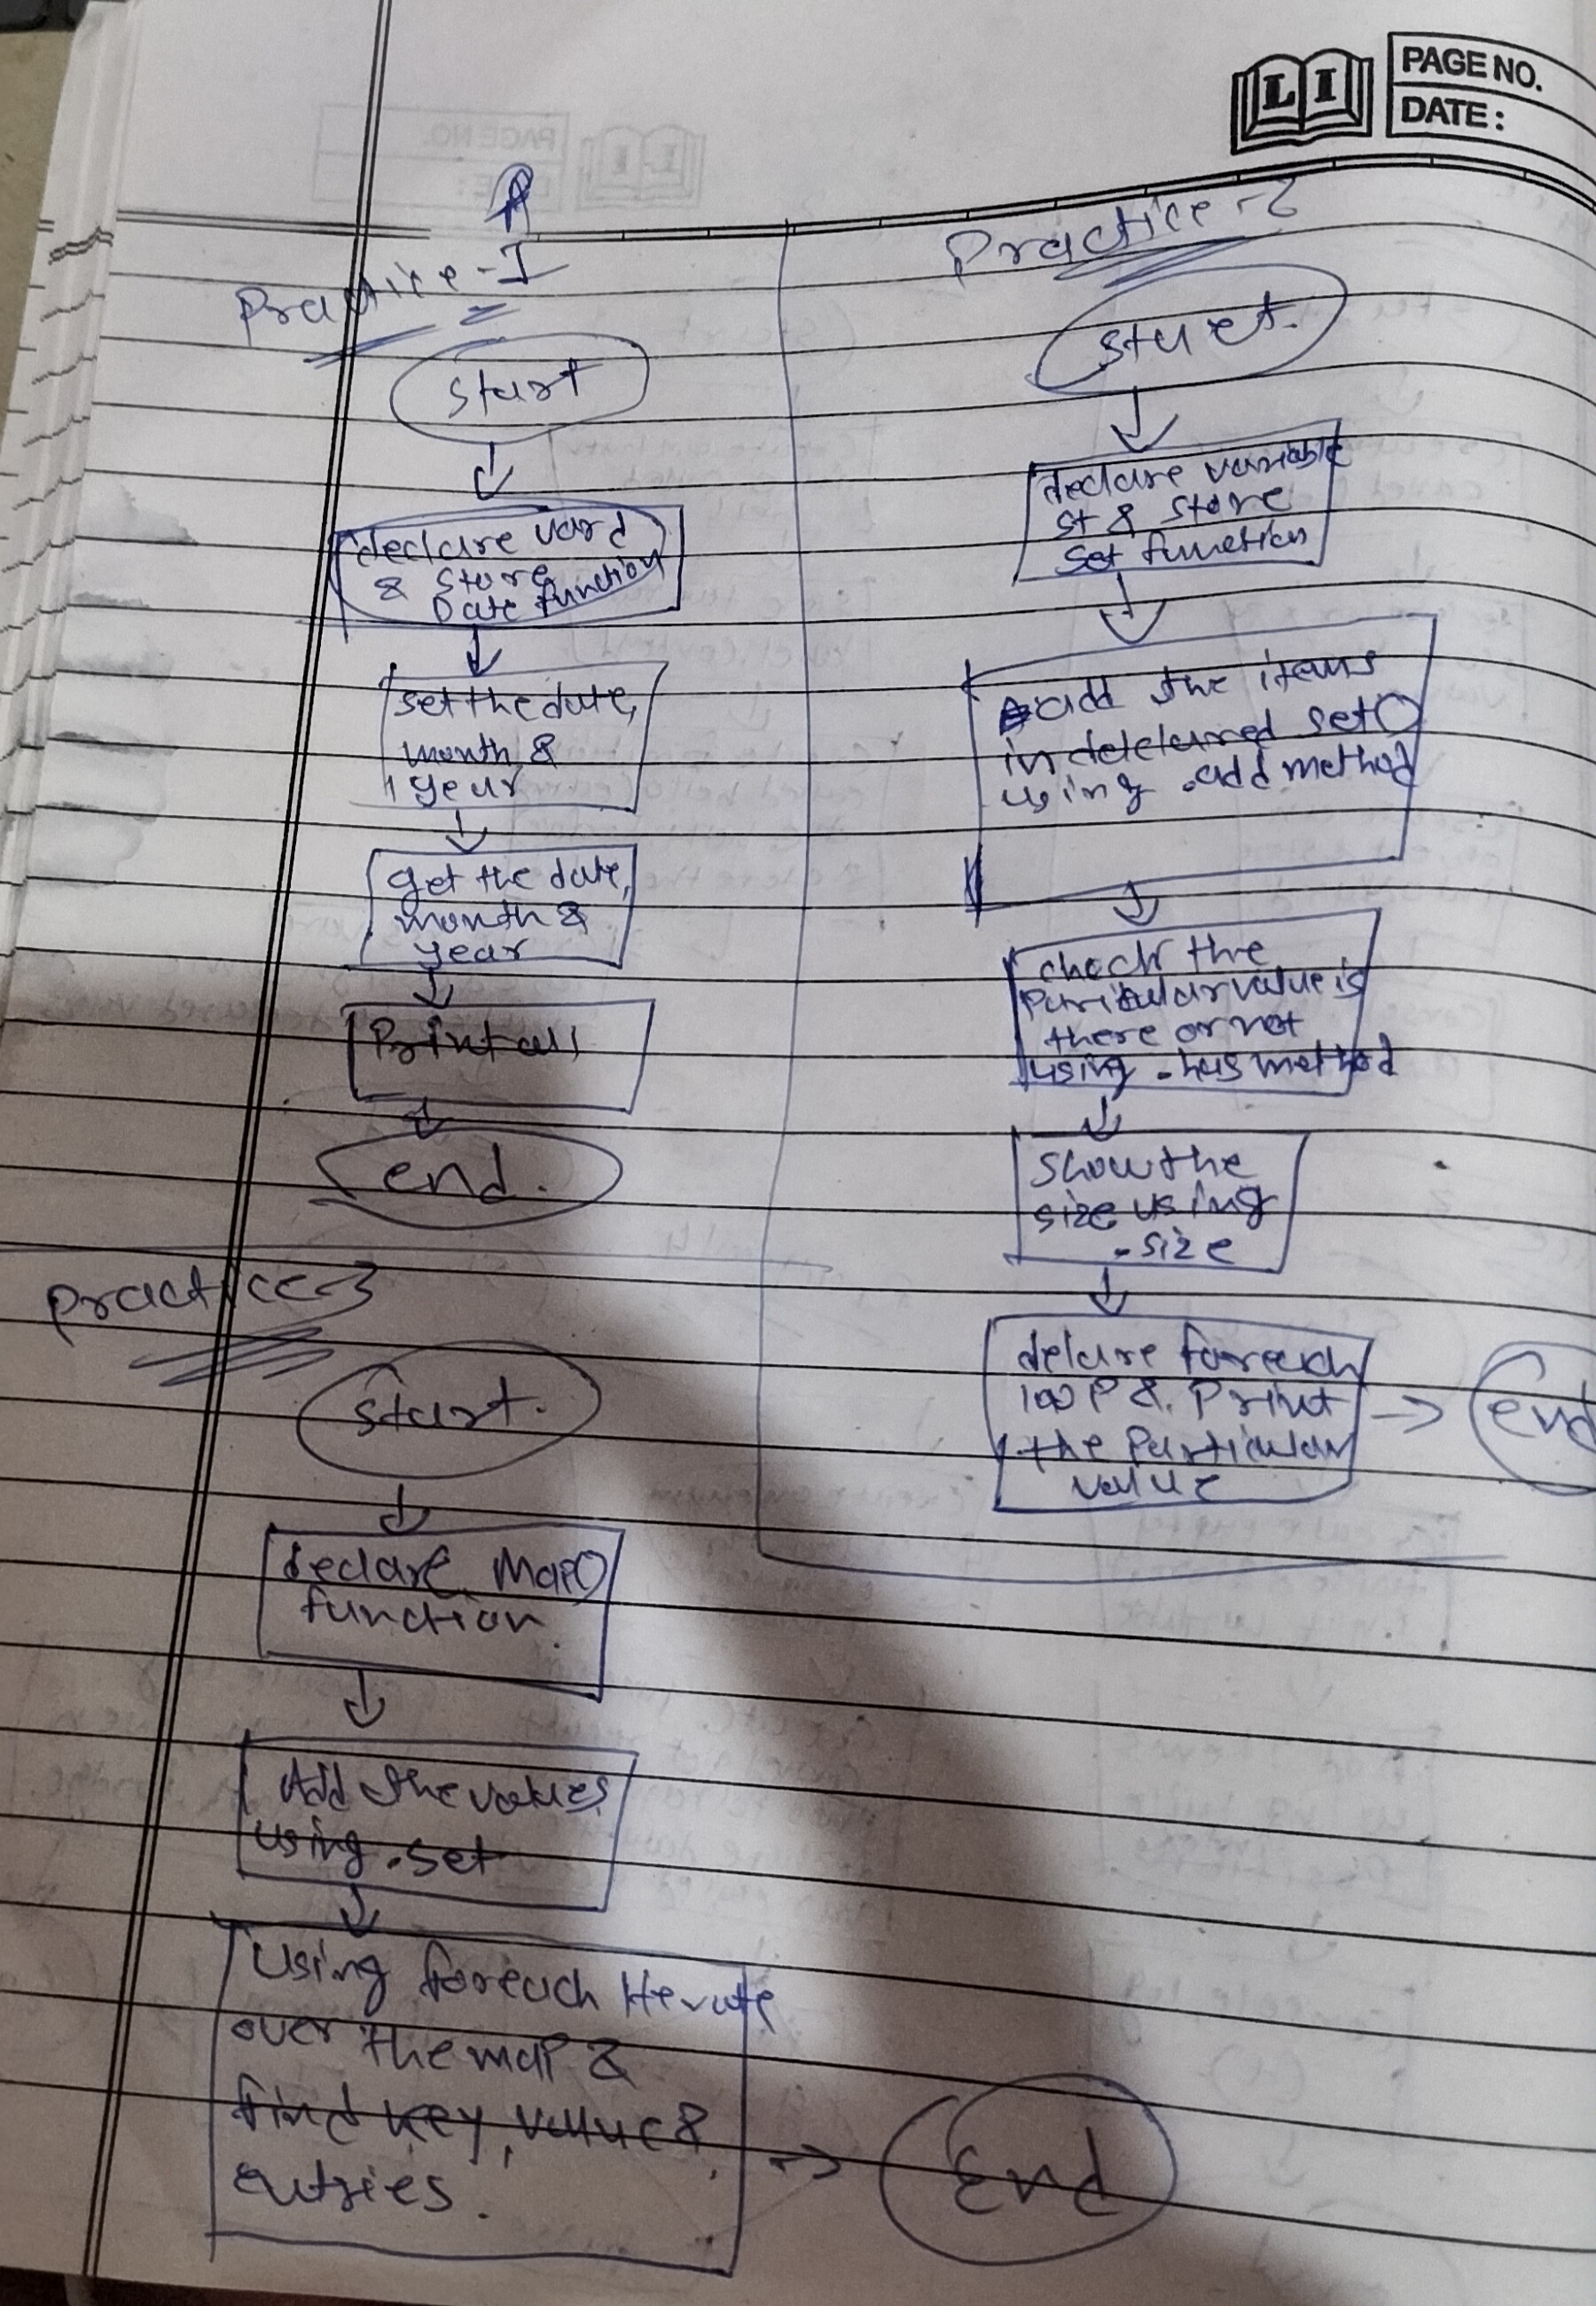 LI
PAGE NO.
DATE:
Practice-1
start
declare var d
& store
Date function
set the date,
month &
year
get the date,
month &
year
Print all
end.
Practice-2
start.
declare variable
st & store
set function
add the items
in set()
using .add method
check the
value is
there or not
using .has method
show the
size using
.size
delare foreach
loop & Print
the Particular
value
end
Practice-3
start.
declare Map()
function.
Add the values
using .set
Using foreach Iterate
over the map &
find key, value &
entries.
End